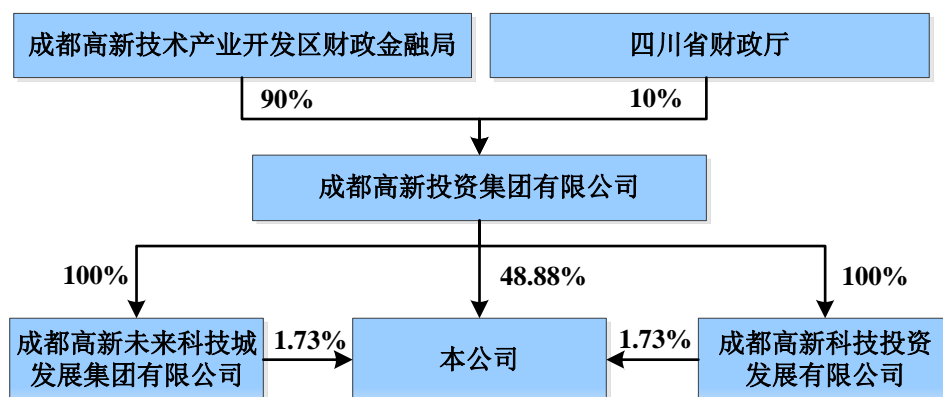 成都高新技术产业开发区财政金融局
四川省财政厅
90%
10%
成都高新投资集团有限公司
100%
48.88%
100%
成都高新未来科技城
发展集团有限公司
1.73%
本公司
1.73%
成都高新科技投资
发展有限公司